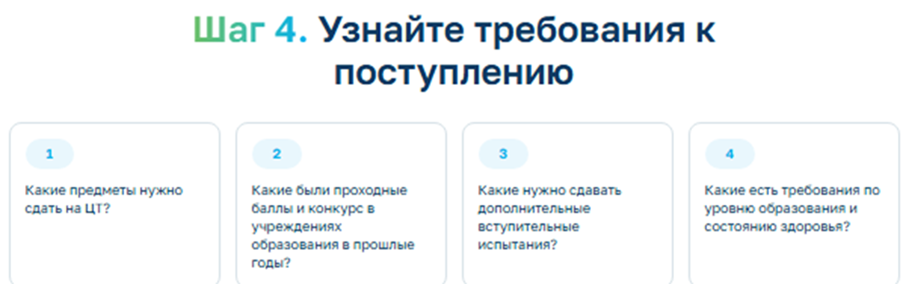 Шаг 4. Узнайте требования к
поступлению
1
Какие предметы нужно
сдать на ЦТ?
2
Какие были проходные
баллы и конкурс в
учреждениях
образования в прошлые
годы?
3
Какие нужно сдавать
дополнительные
вступительные
испытания?
4
Какие есть требования по
уровню образования и
состоянию здоровья?